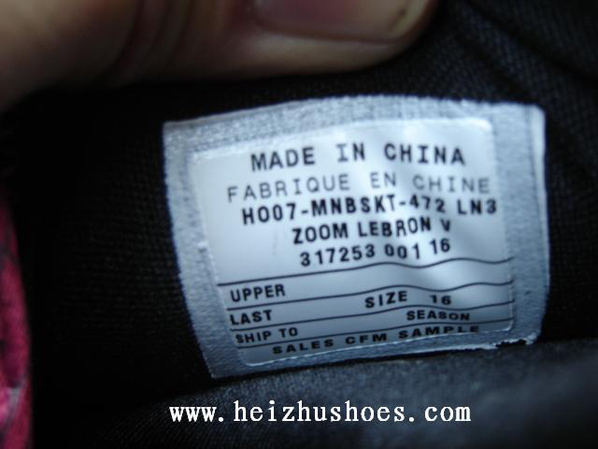 MADE IN CHINA
FABRIQUE EN CHINE
HO07-MNBSKT-472 LN3
ZOOM LEBRON V
317253 001 16
UPPER
LAST SIZE 16
SHIP TO SEASON
SALES CFM SAMPLE
www.heizhushoes.com